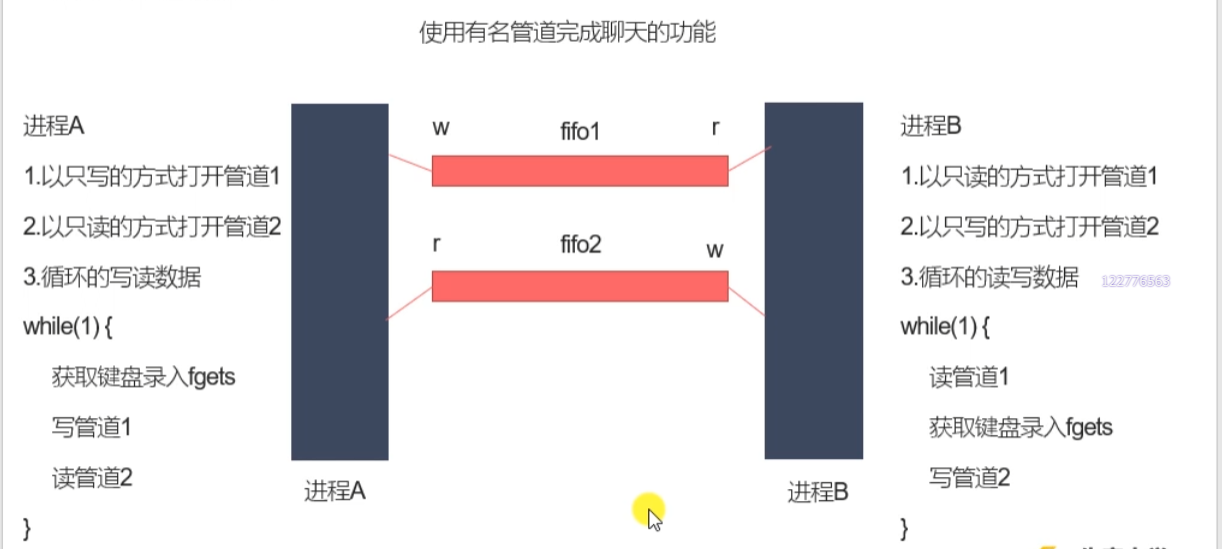 使用有名管道完成聊天的功能
进程A
1.以只写的方式打开管道1
2.以只读的方式打开管道2
3.循环的写读数据
while(1) {
获取键盘录入fgets
写管道1
读管道2
}
w
fifo1
r
r
fifo2
w
进程A
进程B
进程B
1.以只读的方式打开管道1
2.以只写的方式打开管道2
3.循环的读写数据
122776563
while(1) {
读管道1
获取键盘录入fgets
写管道2
}